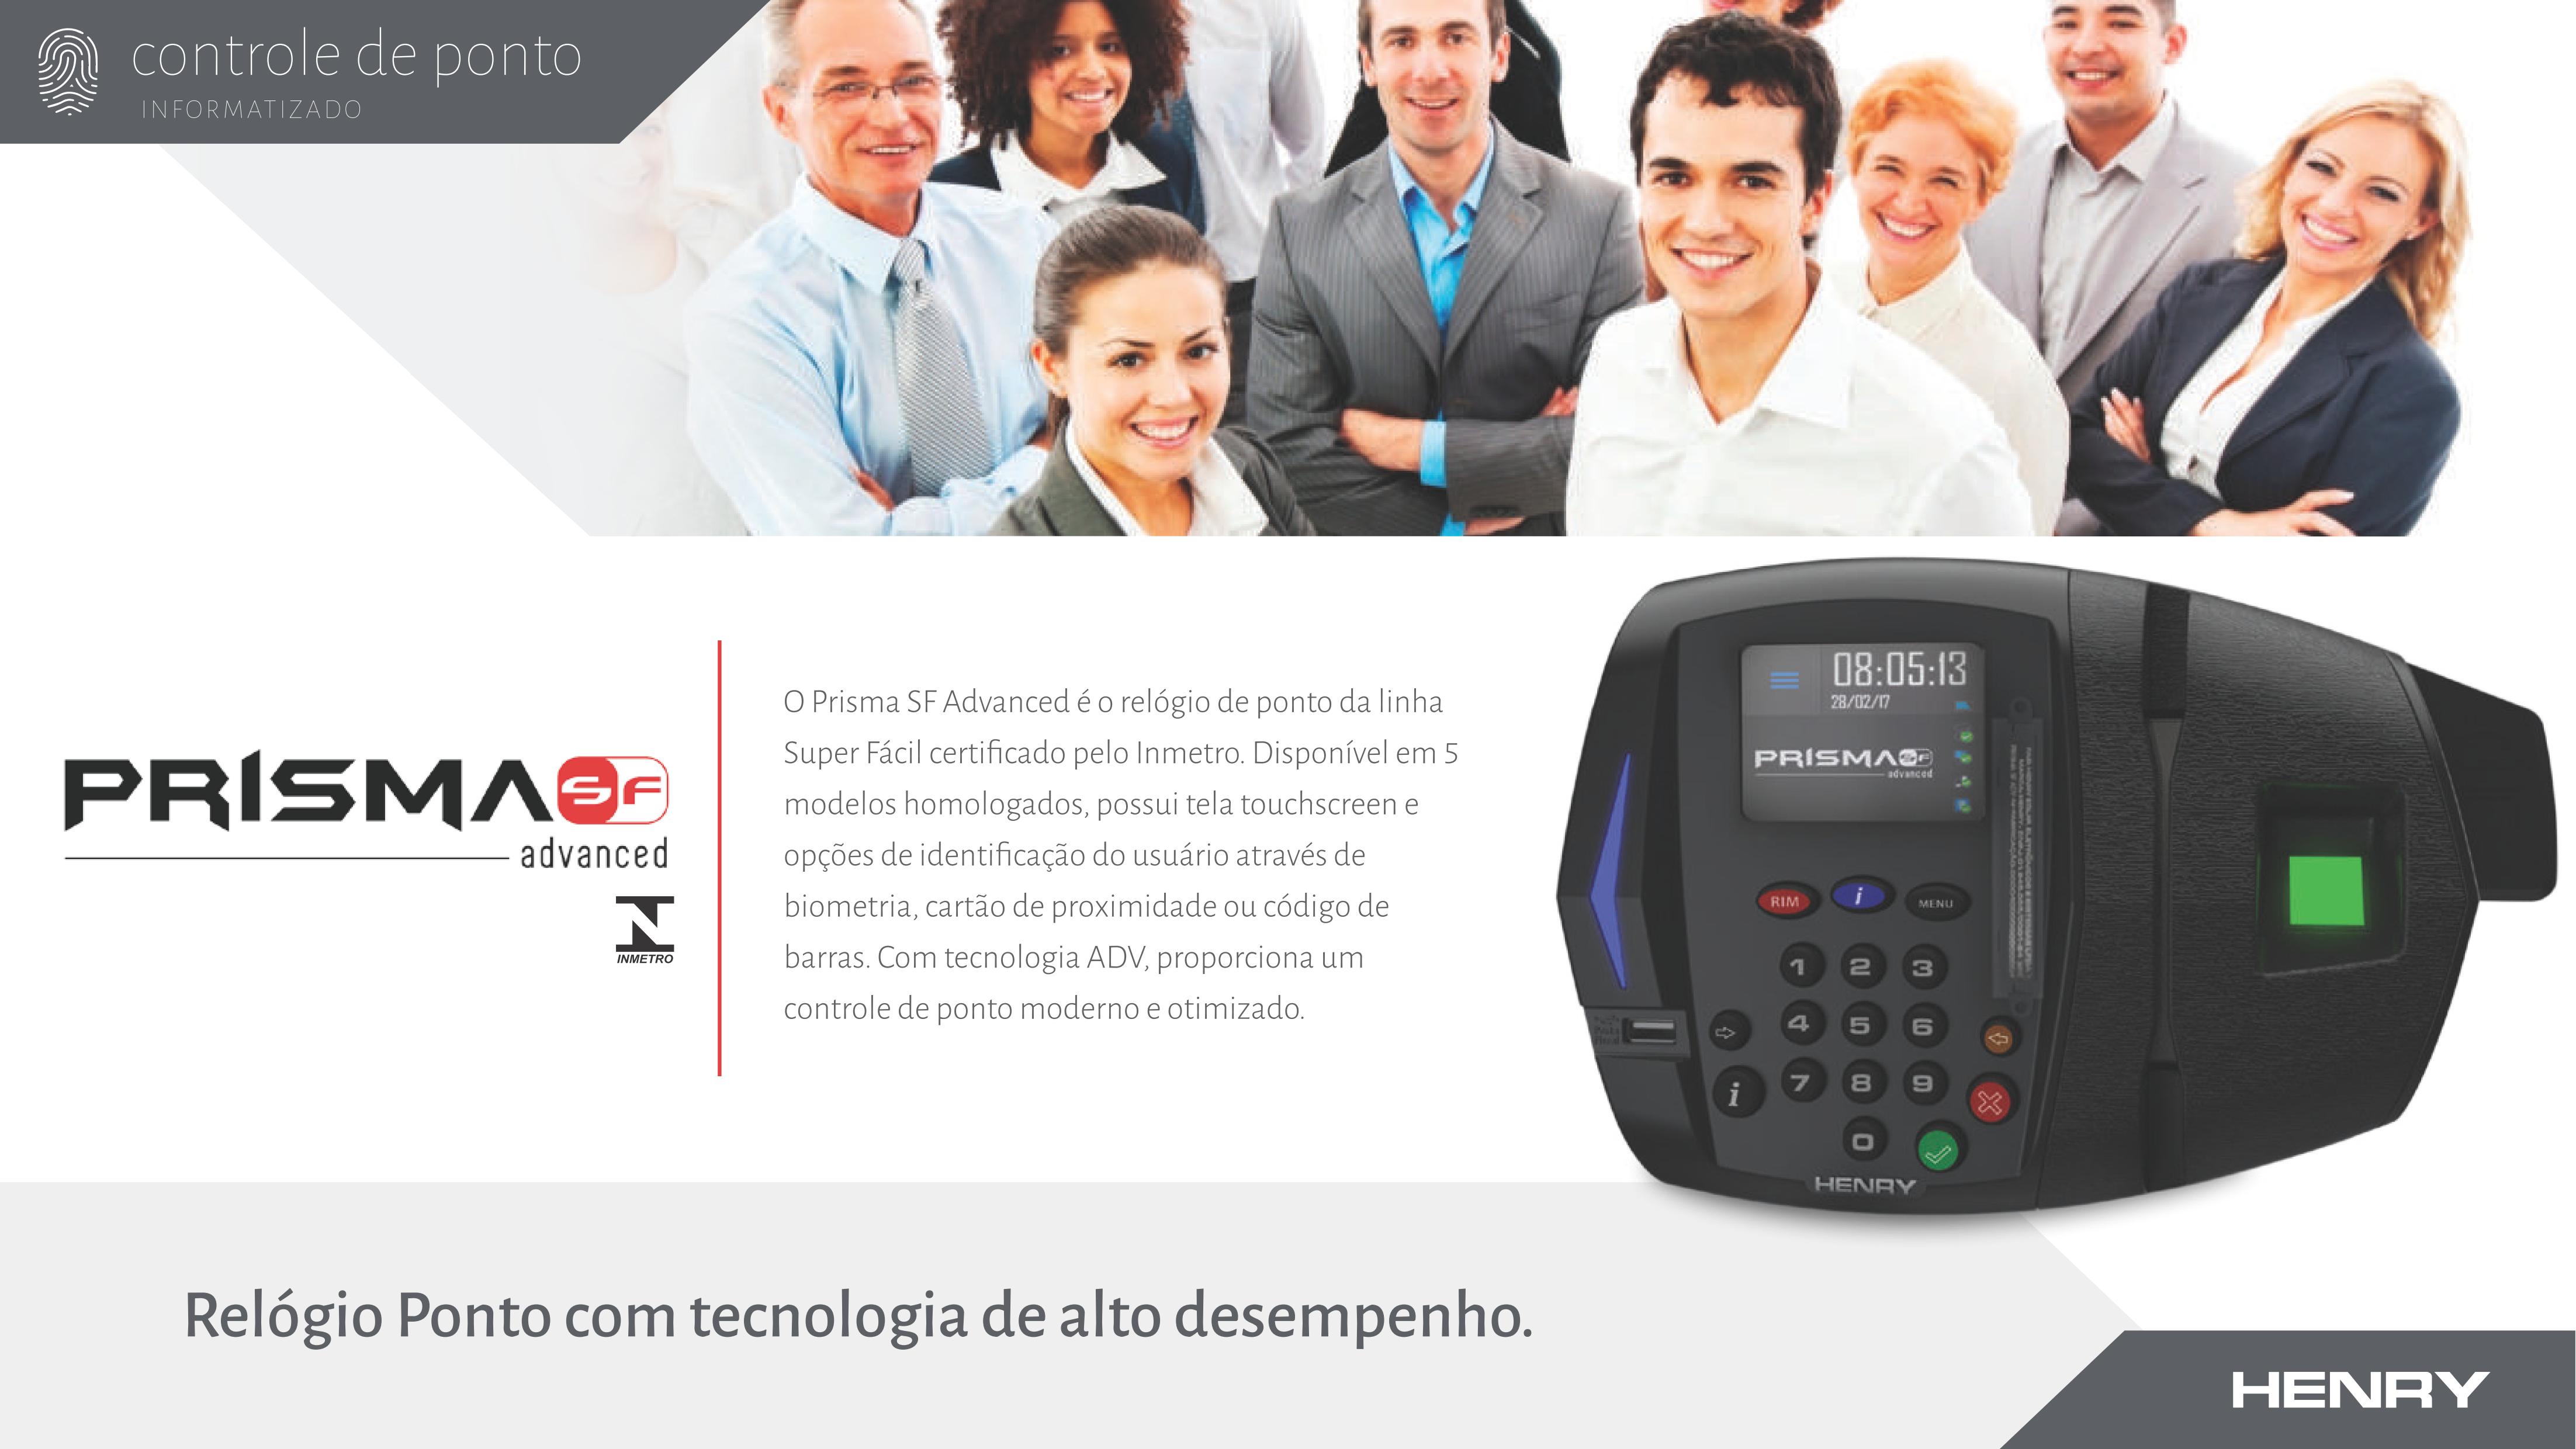 controle de ponto
INFORMATIZADO
PRÍSMA SF
advanced
INMETRO
O Prisma SF Advanced é o relógio de ponto da linha
Super Fácil certificado pelo Inmetro. Disponível em 5
modelos homologados, possui tela touchscreen e
opções de identificação do usuário através de
biometria, cartão de proximidade ou código de
barras. Com tecnologia ADV, proporciona um
controle de ponto moderno e otimizado.
08:05:13
28/02/17
PRÍSMA SF
advanced
RIM i MENU
1 2 3
4 5 6
i 7 8 9
0
HENRY
Relógio Ponto com tecnologia de alto desempenho.
HENRY